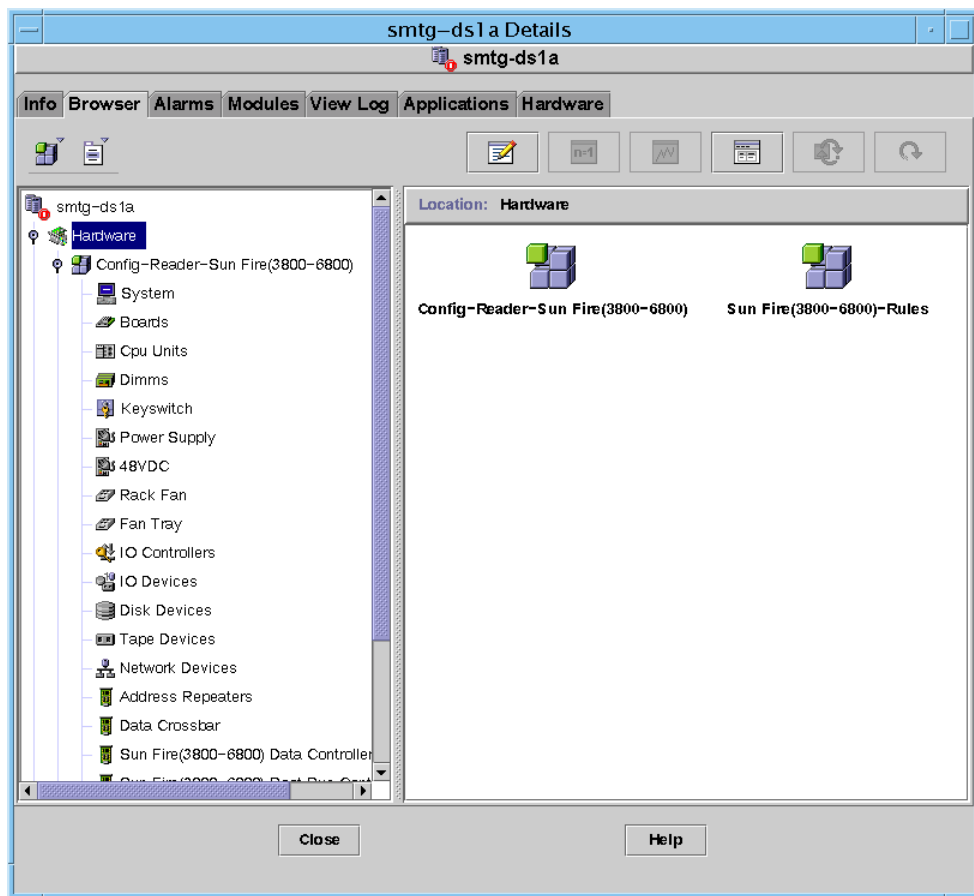 smtg-ds1a Details
smtg-ds1a
Info Browser Alarms Modules View Log Applications Hardware
n=1
smtg-ds1a
Hardware
Config-Reader-Sun Fire(3800-6800)
System
Boards
Cpu Units
Dimms
Keyswitch
Power Supply
48VDC
Rack Fan
Fan Tray
IO Controllers
IO Devices
Disk Devices
Tape Devices
Network Devices
Address Repeaters
Data Crossbar
Sun Fire(3800-6800) Data Controller
Location: Hardware
Config-Reader-Sun Fire(3800-6800) Sun Fire(3800-6800)-Rules
Close Help